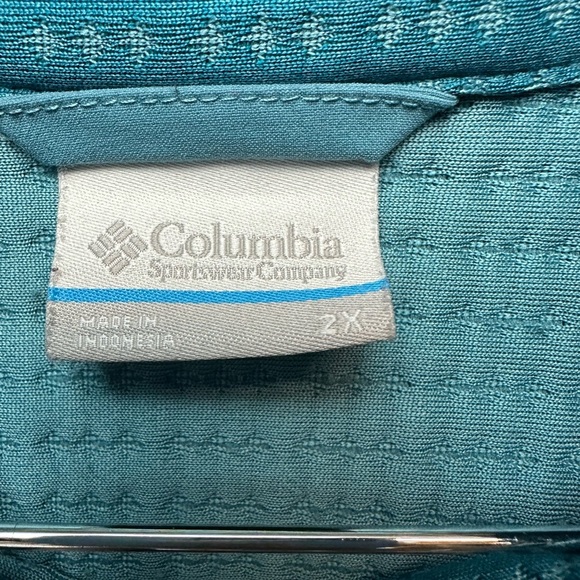 Columbia
Sportswear Company
MADE IN
INDONESIA
2X